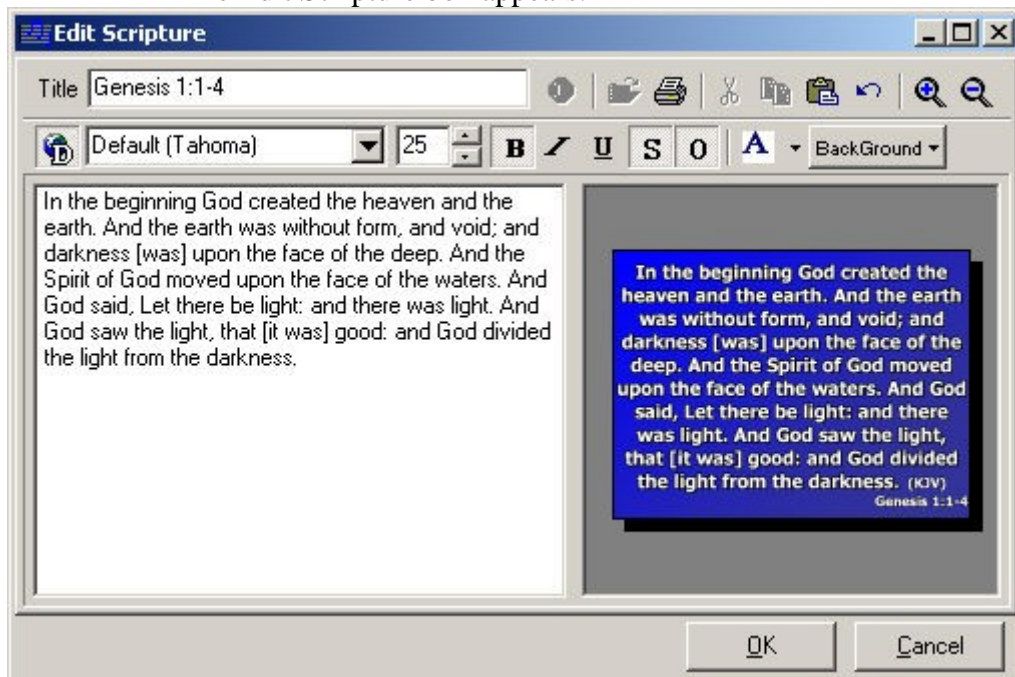 The Edit Scripture box appears.
Edit Scripture
Title Genesis 1:1-4
Default (Tahoma) 25 B I U S O A BackGround
In the beginning God created the heaven and the
earth. And the earth was without form, and void; and
darkness [was] upon the face of the deep. And the
Spirit of God moved upon the face of the waters. And
God said, Let there be light: and there was light. And
God saw the light, that [it was] good: and God divided
the light from the darkness.
In the beginning God created the
heaven and the earth. And the earth
was without form, and void; and
darkness [was] upon the face of the
deep. And the Spirit of God moved
upon the face of the waters. And God
said, Let there be light: and there
was light. And God saw the light,
that [it was] good: and God divided
the light from the darkness. (KJV)
Genesis 1:1-4
OK Cancel